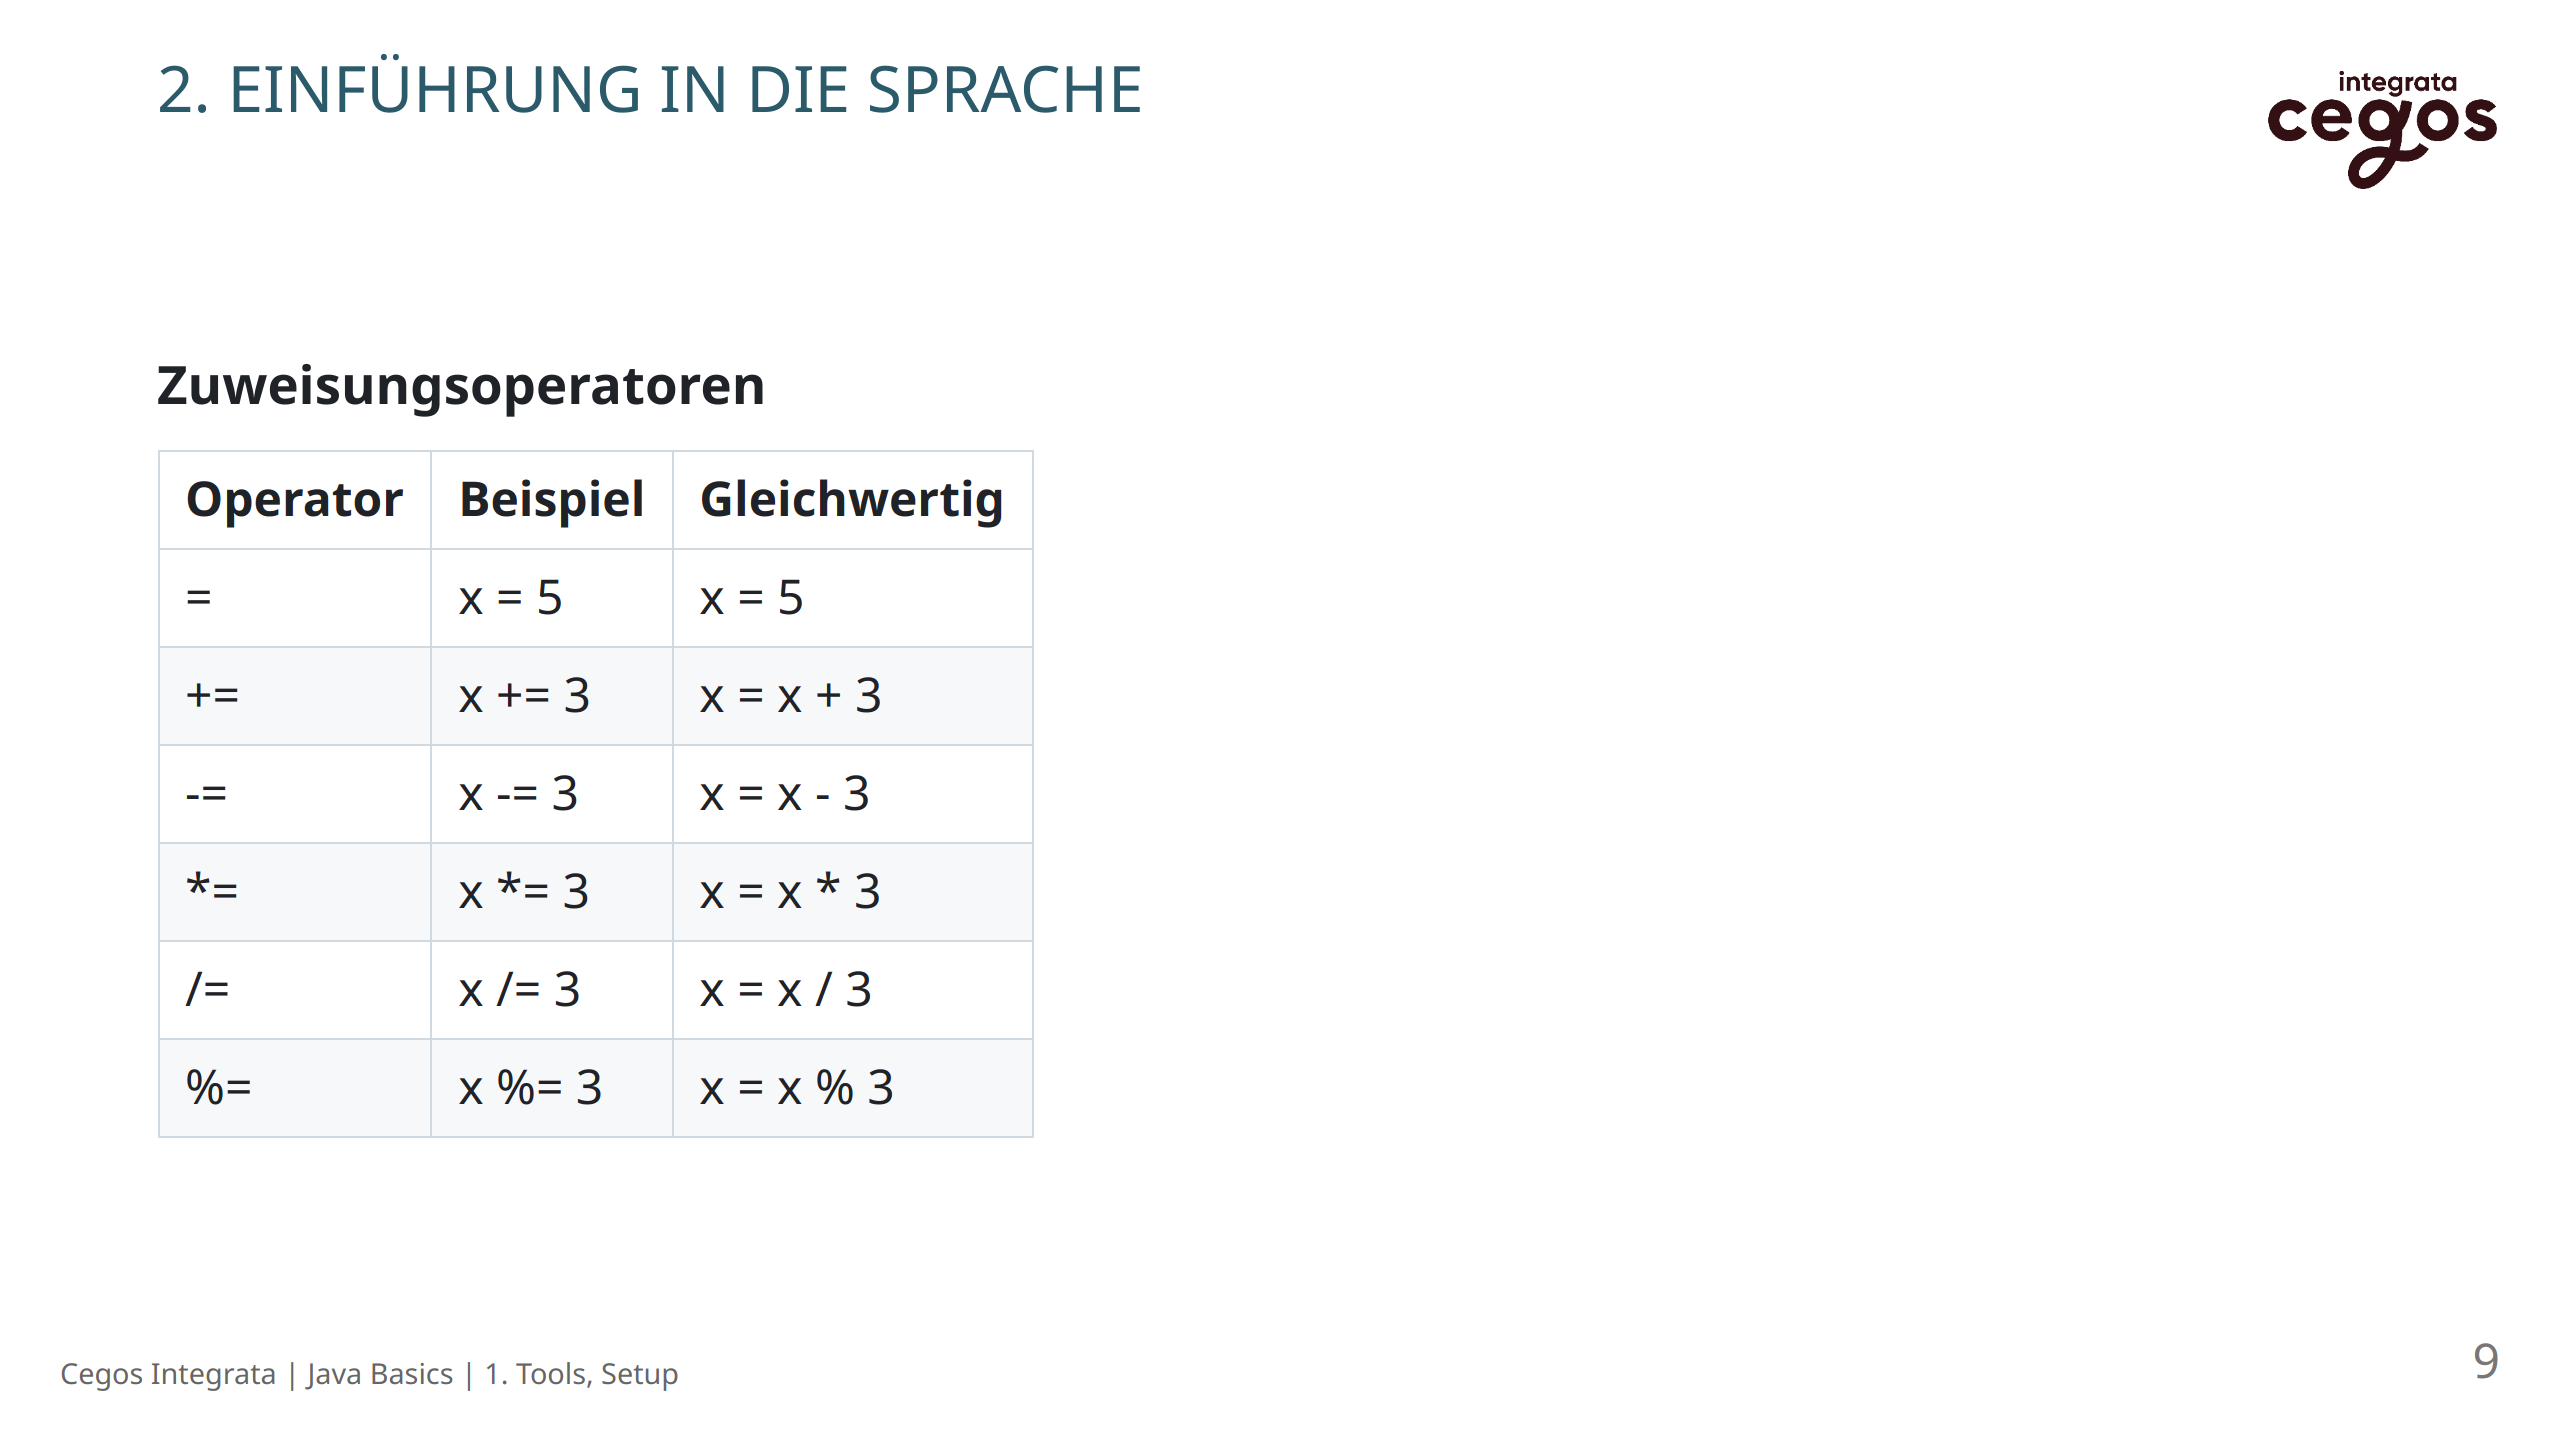 2. EINFÜHRUNG IN DIE SPRACHE
integrata
cegos
Zuweisungsoperatoren
Operator Beispiel Gleichwertig
= x = 5 x = 5
+= x += 3 x = x + 3
-= x -= 3 x = x - 3
*= x *= 3 x = x * 3
/= x /= 3 x = x / 3
%= x %= 3 x = x % 3
Cegos Integrata | Java Basics | 1. Tools, Setup
9